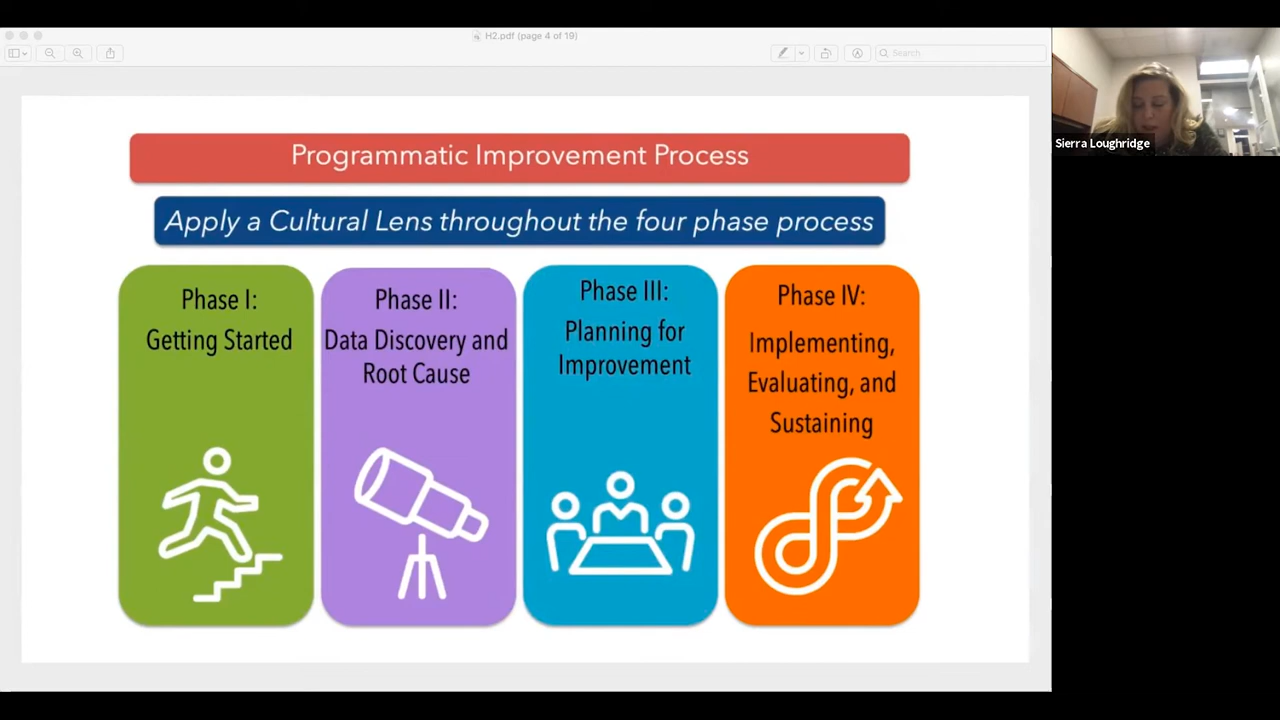 H2.pdf (page 4 of 19)
Search
Programmatic Improvement Process
Apply a Cultural Lens throughout the four phase process
Phase I:
Getting Started
Phase II:
Data Discovery and
Root Cause
Phase III:
Planning for
Improvement
Phase IV:
Implementing,
Evaluating, and
Sustaining
Sierra Loughridge